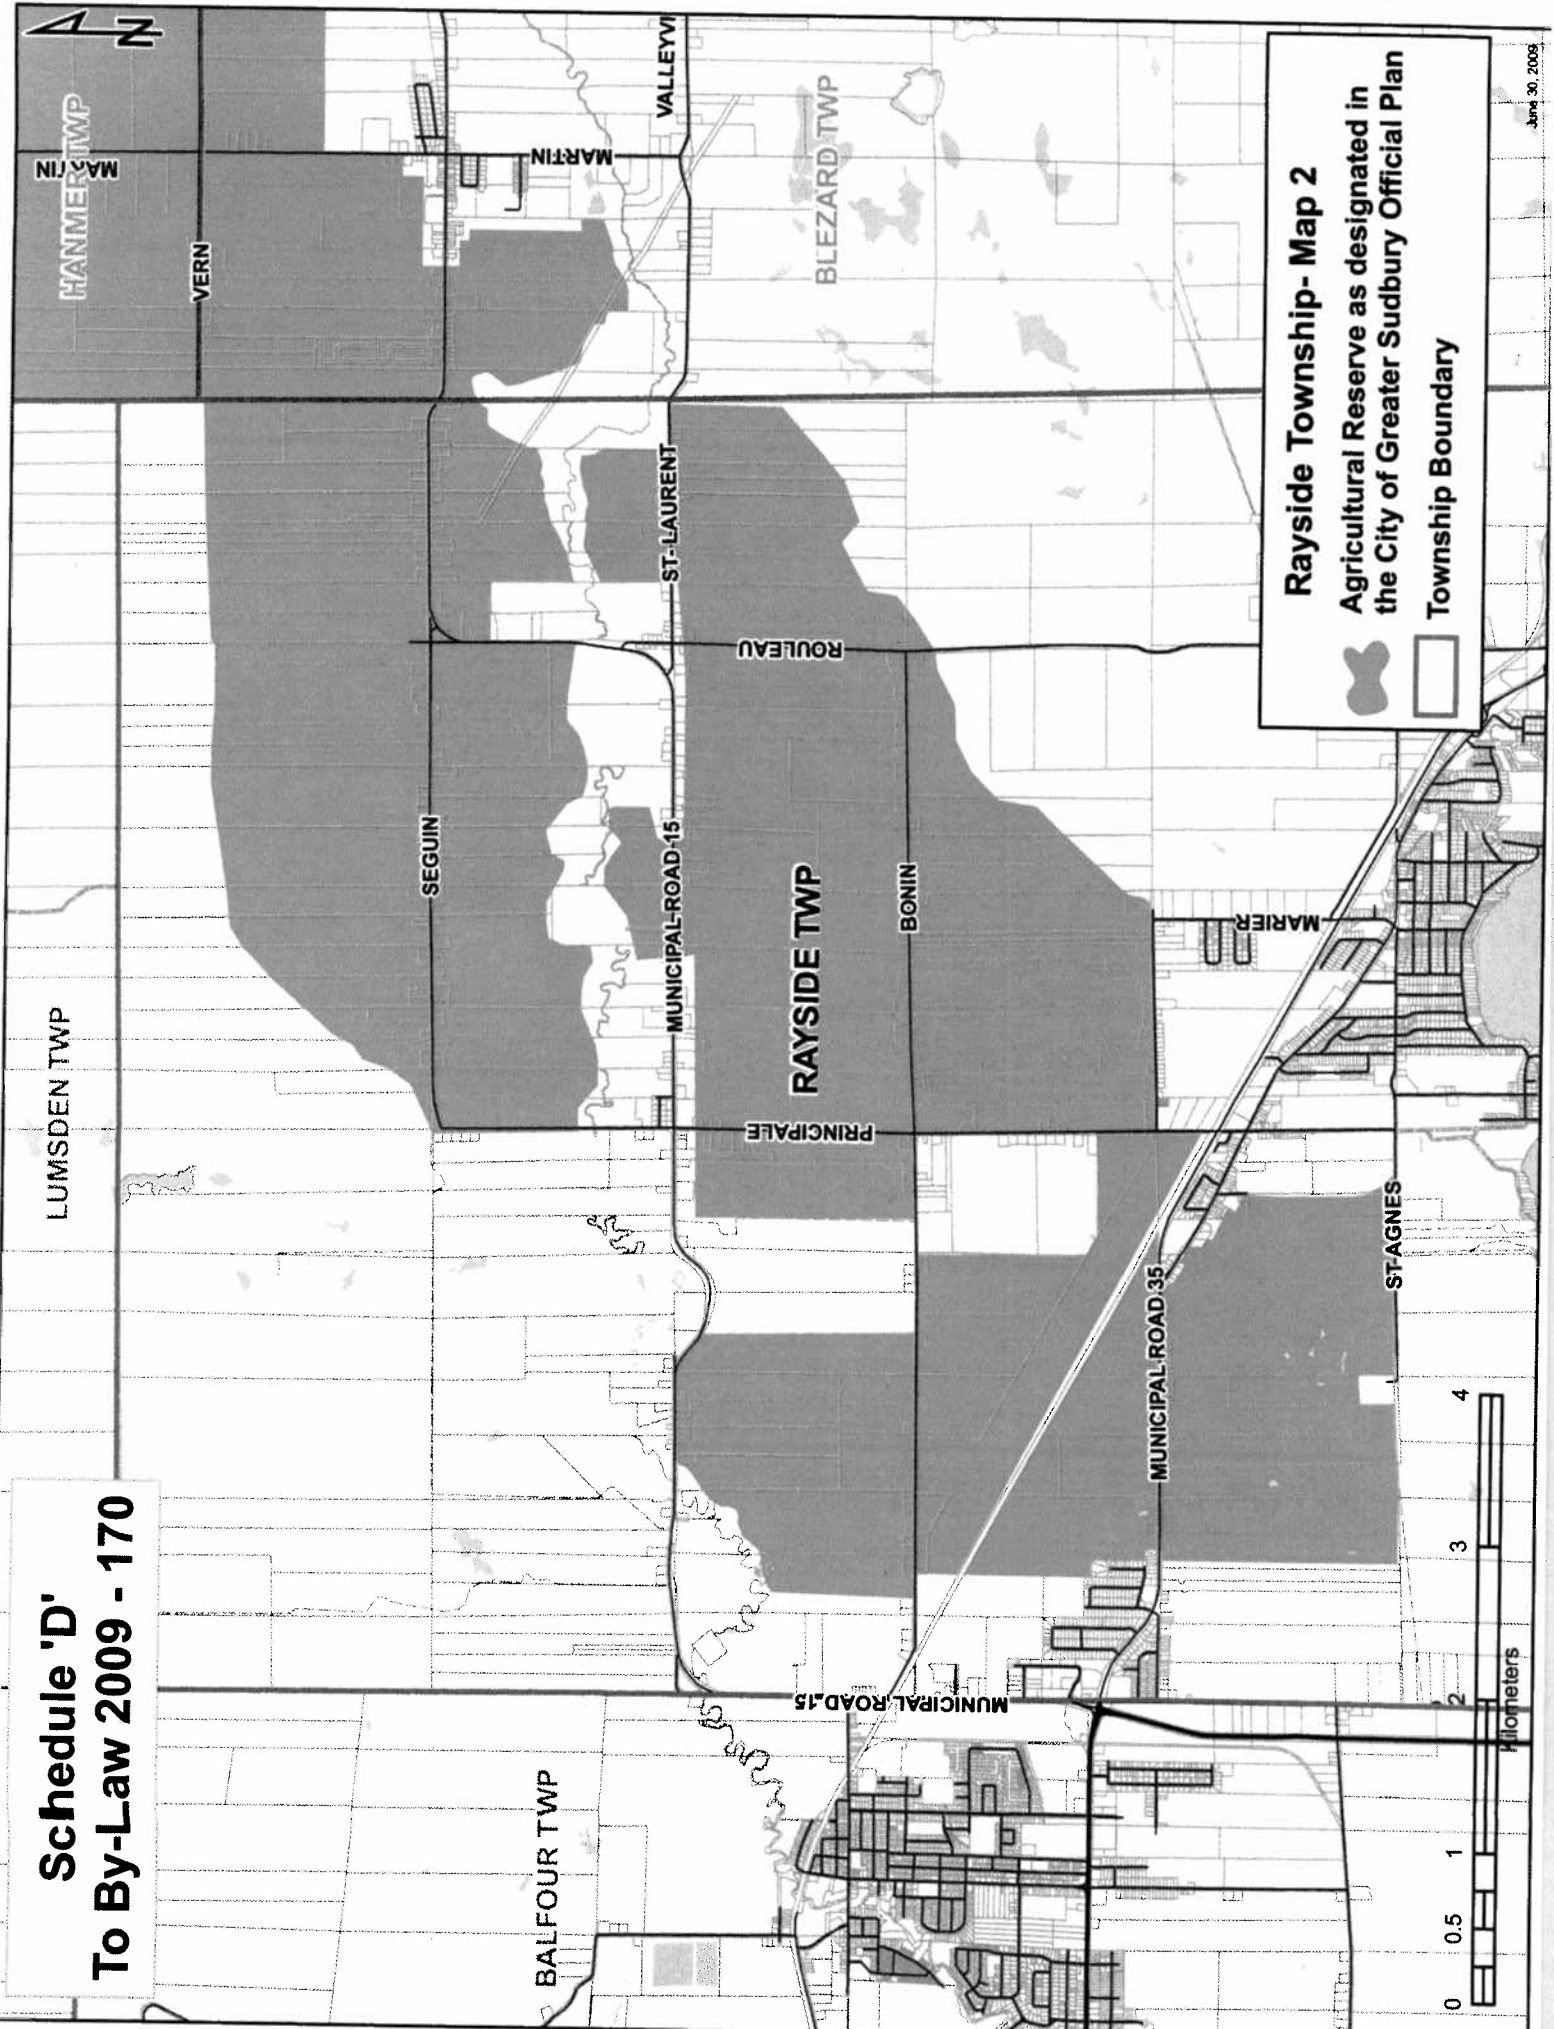 Schedule 'D'
To By-Law 2009 - 170
LUMSDEN TWP
HANMER TWP
MARTIN
VERN
SEGUIN
MARTIN
BALFOUR TWP
MUNICIPAL ROAD 15
ST-LAURENT
VALLEYVI
PRINCIPALE
RAYSIDE TWP
ROULEAU
BLEZARD TWP
MUNICIPAL ROAD 15
BONIN
MUNICIPAL ROAD 35
MARIER
ST-AGNES
Rayside Township- Map 2
Agricultural Reserve as designated in
the City of Greater Sudbury Official Plan
Township Boundary
0 0.5 1 2 3 4
Kilometers
June 30, 2009
N